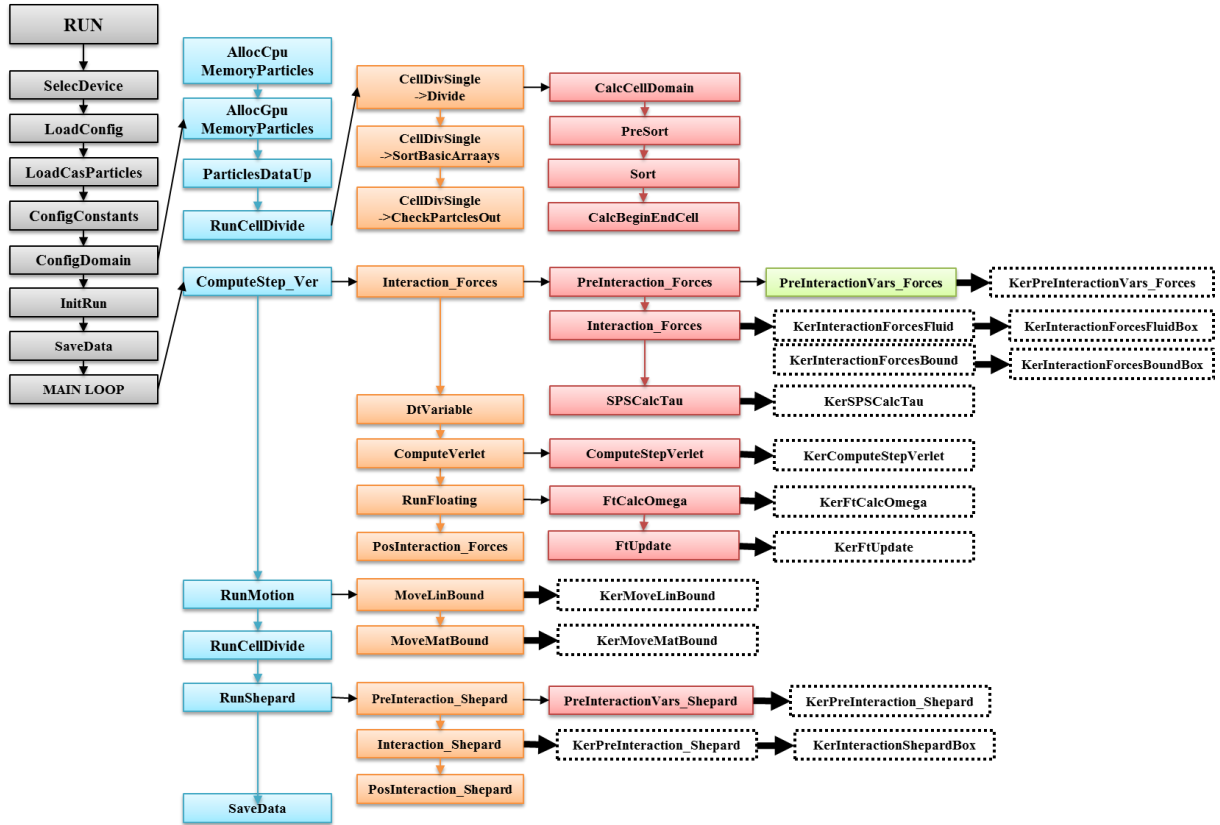 RUN
SelecDevice
LoadConfig
LoadCasParticles
ConfigConstants
ConfigDomain
InitRun
SaveData
MAIN LOOP
AllocCpu
MemoryParticles
AllocGpu
MemoryParticles
ParticlesDataUp
RunCellDivide
CellDivSingle
->Divide
CellDivSingle
->SortBasicArraays
CellDivSingle
->CheckPartclesOut
CalcCellDomain
PreSort
Sort
CalcBeginEndCell
ComputeStep_Ver
Interaction_Forces
PreInteraction_Forces
PreInteractionVars_Forces
KerPreInteractionVars_Forces
Interaction_Forces
KerInteractionForcesFluid
KerInteractionForcesFluidBox
KerInteractionForcesBound
KerInteractionForcesBoundBox
SPSCalcTau
KerSPSCalcTau
DtVariable
ComputeVerlet
ComputeStepVerlet
KerComputeStepVerlet
RunFloating
FtCalcOmega
KerFtCalcOmega
PosInteraction_Forces
FtUpdate
KerFtUpdate
RunMotion
MoveLinBound
KerMoveLinBound
RunCellDivide
MoveMatBound
KerMoveMatBound
RunShepard
PreInteraction_Shepard
PreInteractionVars_Shepard
KerPreInteraction_Shepard
Interaction_Shepard
KerPreInteraction_Shepard
KerInteractionShepardBox
PosInteraction_Shepard
SaveData